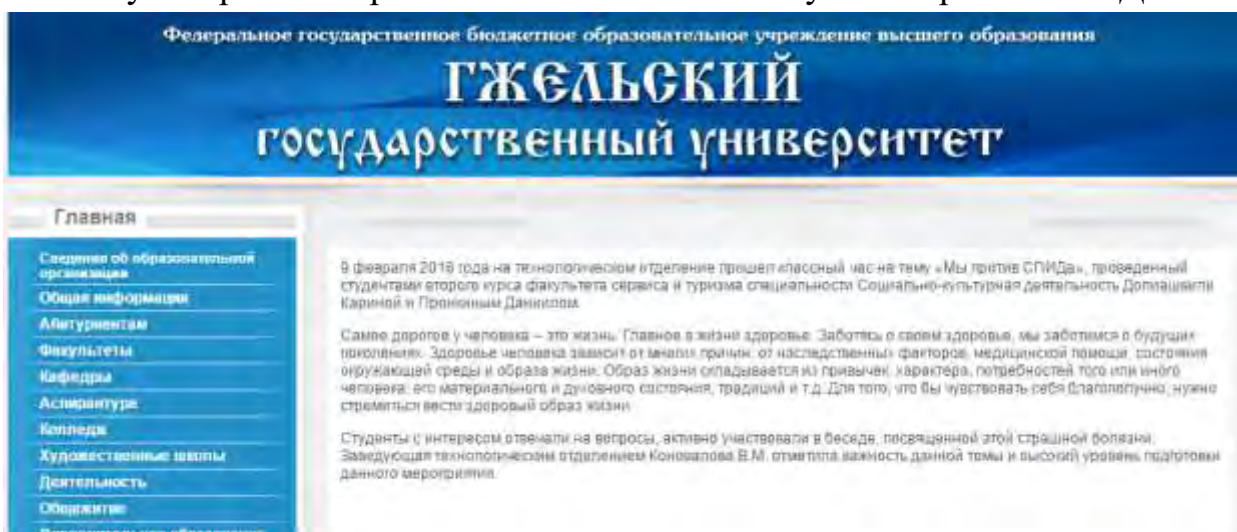 Федеральное государственное бюджетное образовательное учреждение высшего образования
ГЖЕЛЬСКИЙ
государственный университет
Главная
Сведения об образовательной
организации
Общая информация
Абитуриентам
Факультеты
Кафедры
Аспирантура
Колледж
Художественные школы
Деятельность
Общежитие
9 февраля 2016 года на технологическом отделение прошел классный час на тему «Мы против СПИДа», проведенный
студентами второго курса факультета сервиса и туризма специальности Социально-культурная деятельность Долиашвили
Кариной и Даниилом.
Самое дорогое у человека – это жизнь. Главное в жизни здоровье. Заботясь о своем здоровье, мы заботимся о будущих
поколениях. Здоровье человека зависит от многих причин: от наследственных факторов, медицинской помощи, состояния
окружающей среды и образа жизни. Образ жизни складывается из привычек, характера, потребностей того или иного
человека, его материального и духовного состояния, традиций и т.д. Для того, что бы чувствовать себя благополучно, нужно
стремиться вести здоровый образ жизни.
Студенты с интересом отвечали на вопросы, активно участвовали в беседе, посвященной этой страшной болезни.
Заведующая технологическим отделением Коновалова В.М. отметила важность данной темы и высокий уровень подготовки
данного мероприятия.